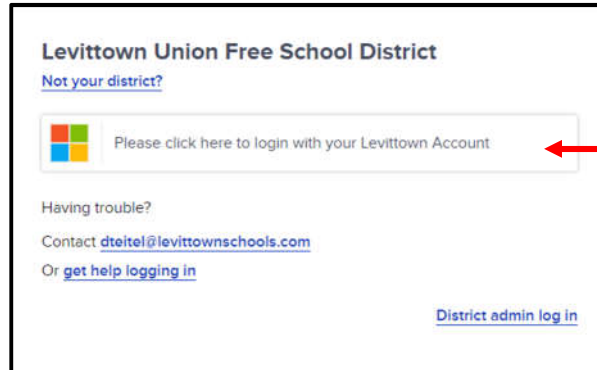 Levittown Union Free School District
Not your district?
Please click here to login with your Levittown Account
Having trouble?
Contact dteitel@levittownschools.com
Or get help logging in
District admin log in